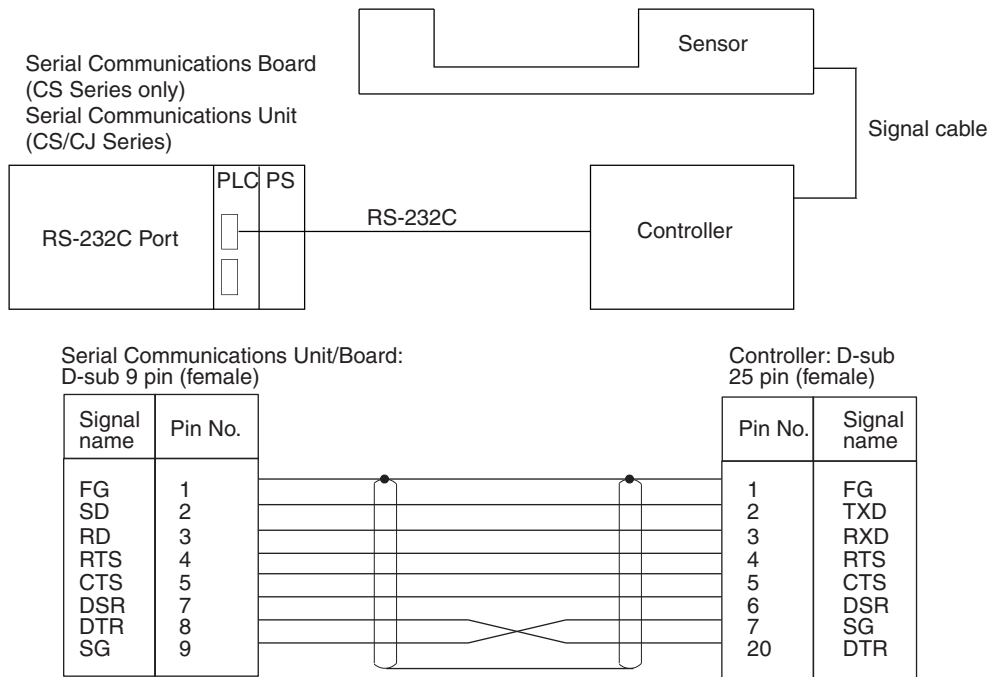 Sensor
Serial Communications Board
(CS Series only)
Serial Communications Unit
(CS/CJ Series)
Signal cable
PLC PS
RS-232C
RS-232C Port
Controller
Serial Communications Unit/Board:
D-sub 9 pin (female)
Controller: D-sub
25 pin (female)
Signal
name
Pin No.
FG 1
SD 2
RD 3
RTS 4
CTS 5
DSR 7
DTR 8
SG 9
Pin No.
Signal
name
1 FG
2 TXD
3 RXD
4 RTS
5 CTS
6 DSR
7 SG
20 DTR